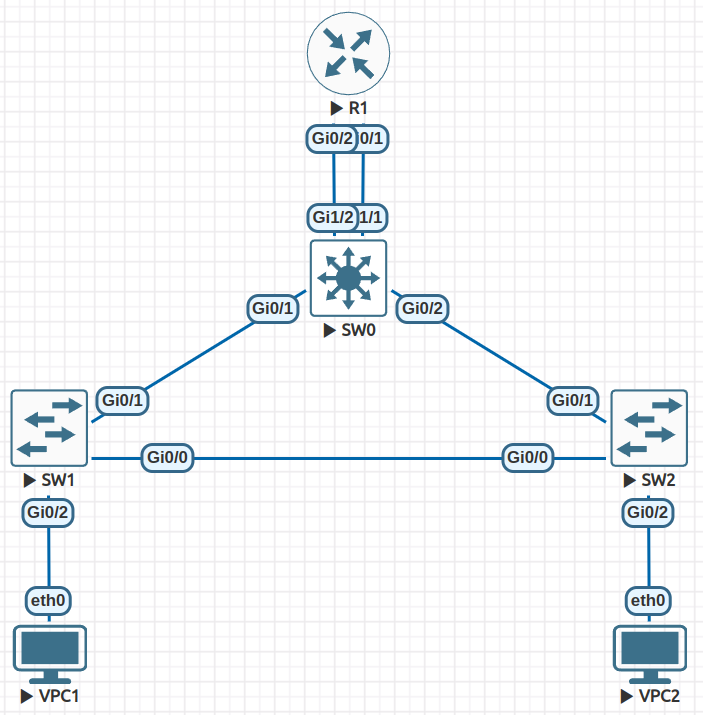 R1
Gi0/2 0/1
Gi1/2 1/1
SW0
Gi0/1 Gi0/2
Gi0/1 Gi0/1
Gi0/0 Gi0/0
SW1 SW2
Gi0/2 Gi0/2
eth0 eth0
VPC1 VPC2